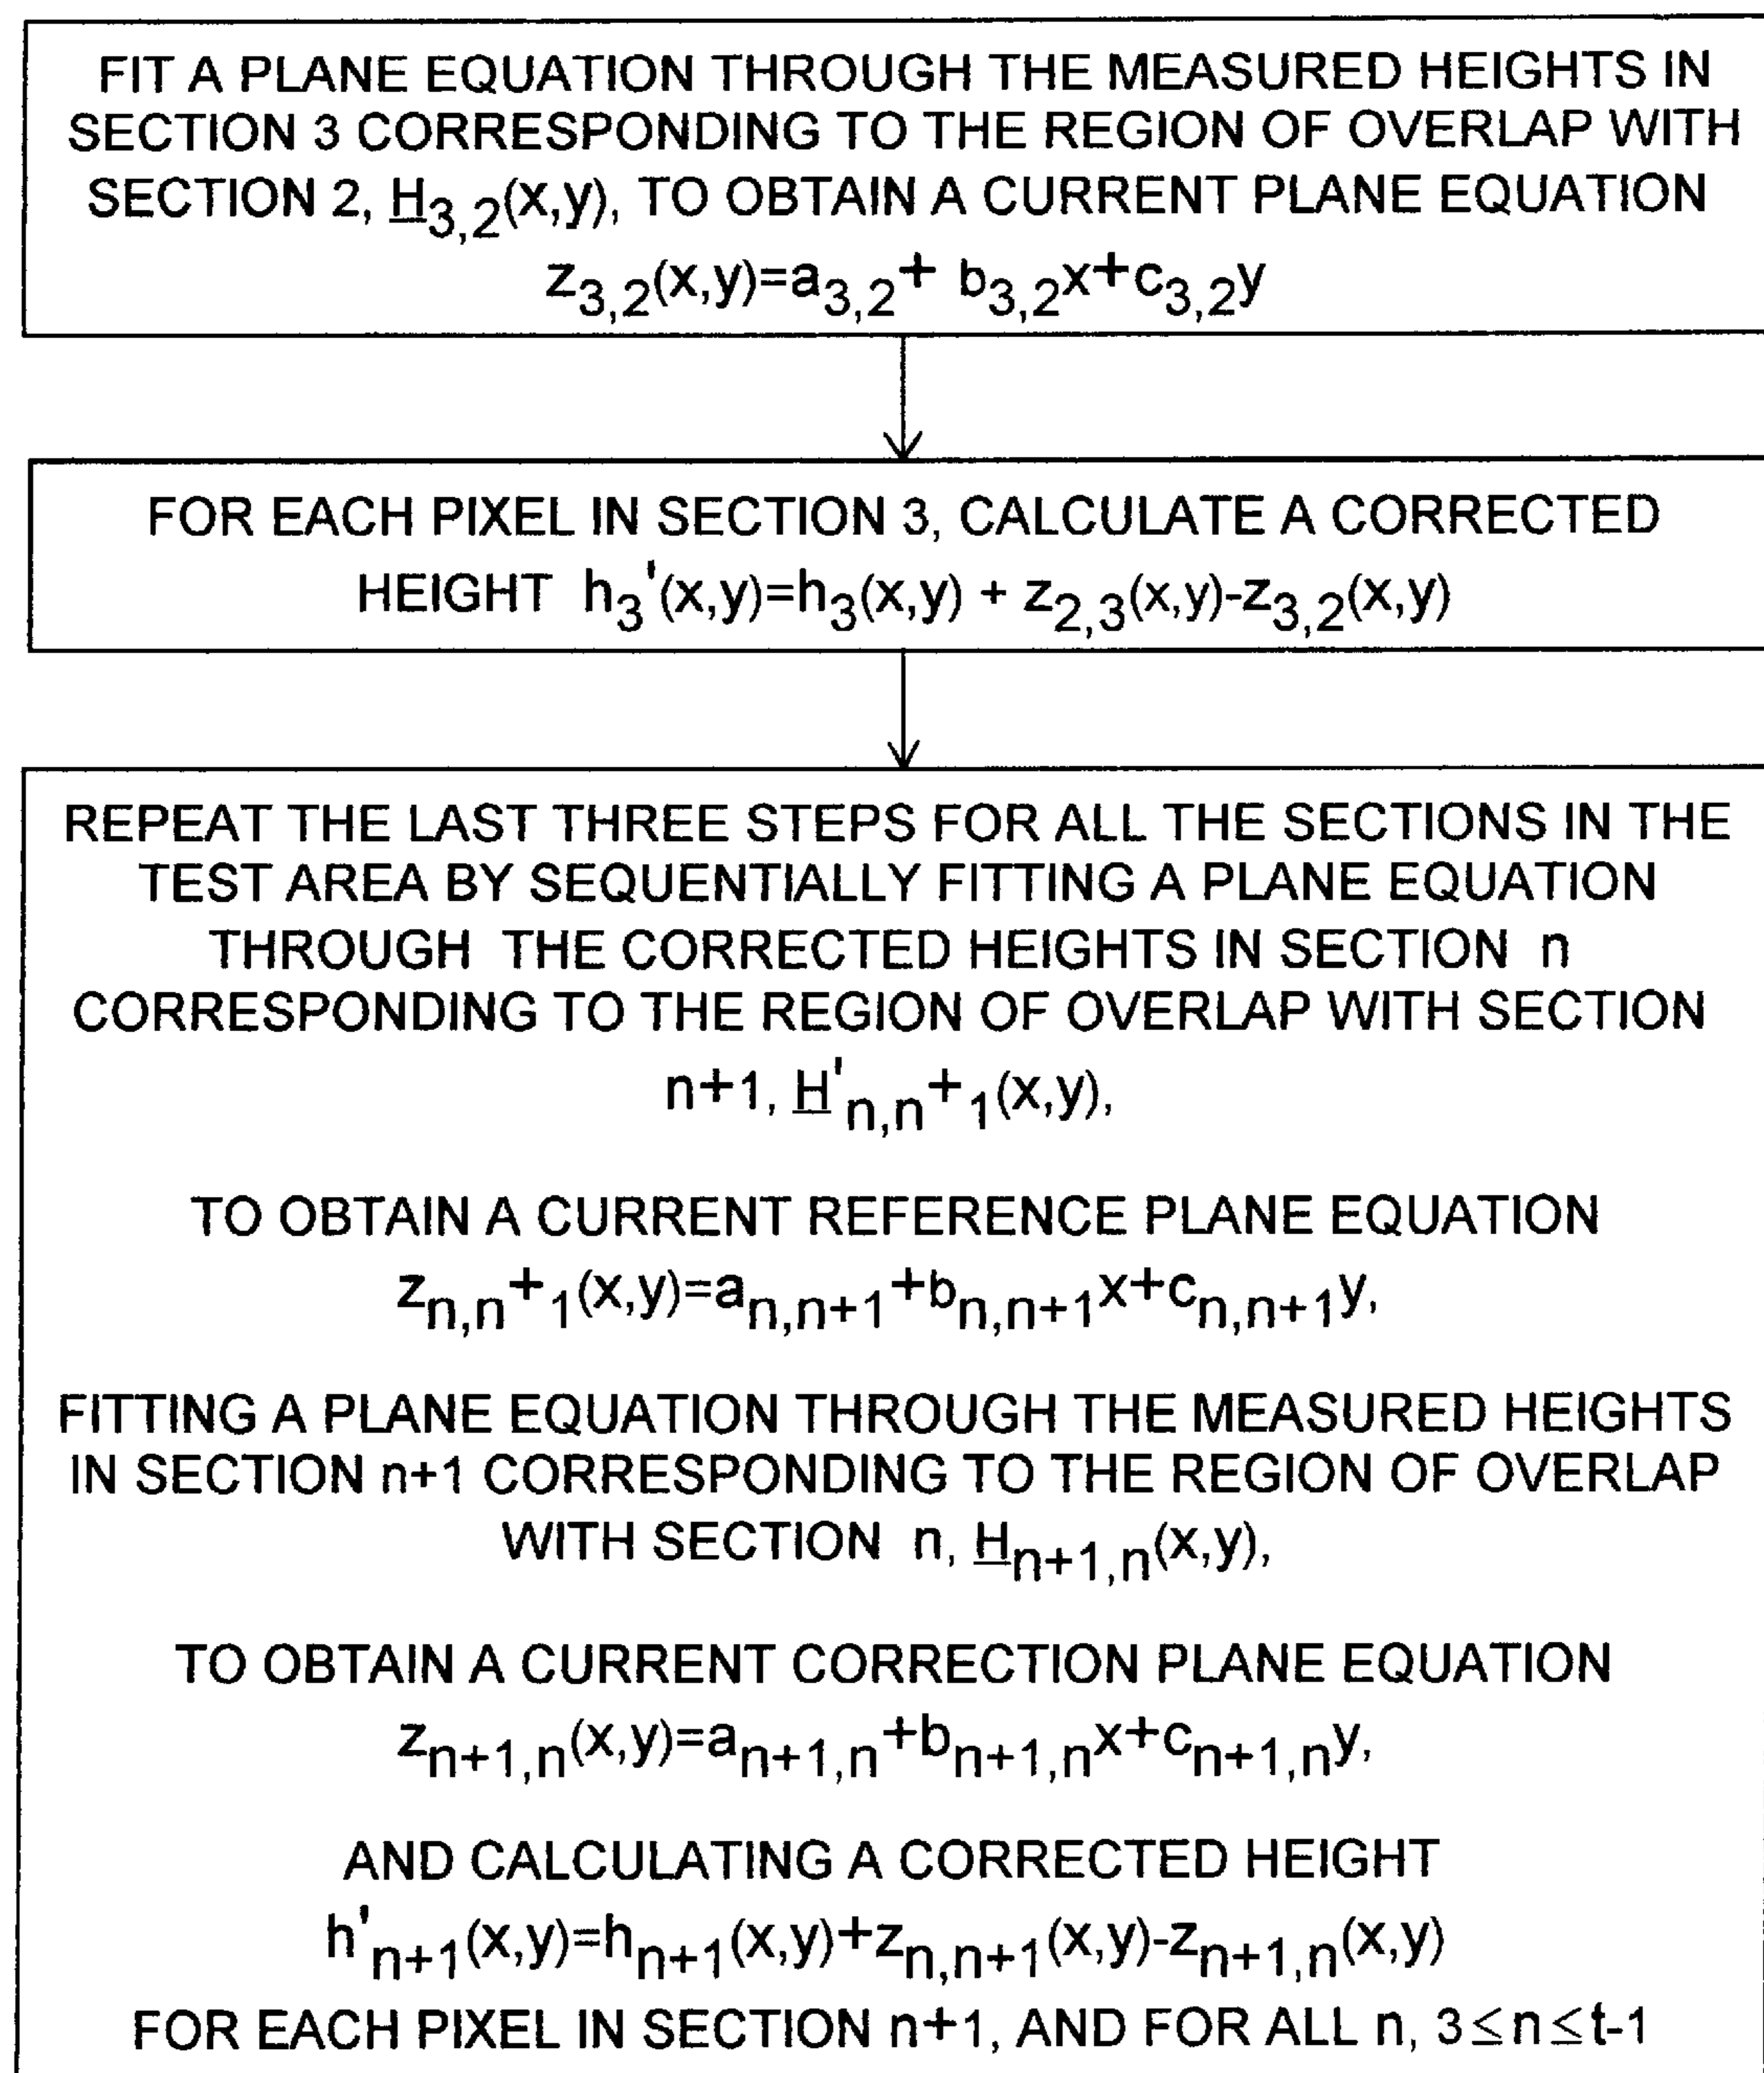 FIT A PLANE EQUATION THROUGH THE MEASURED HEIGHTS IN
SECTION 3 CORRESPONDING TO THE REGION OF OVERLAP WITH
SECTION 2, H3,2(x,y), TO OBTAIN A CURRENT PLANE EQUATION
z3,2(x,y)=a3,2+ b3,2x+c3,2y
FOR EACH PIXEL IN SECTION 3, CALCULATE A CORRECTED
HEIGHT h3'(x,y)=h3(x,y) + z2,3(x,y)-z3,2(x,y)
REPEAT THE LAST THREE STEPS FOR ALL THE SECTIONS IN THE
TEST AREA BY SEQUENTIALLY FITTING A PLANE EQUATION
THROUGH THE CORRECTED HEIGHTS IN SECTION n
CORRESPONDING TO THE REGION OF OVERLAP WITH SECTION
n+1, H'n,n+1(x,y),
TO OBTAIN A CURRENT REFERENCE PLANE EQUATION
zn,n+1(x,y)=an,n+1+bn,n+1x+cn,n+1y,
FITTING A PLANE EQUATION THROUGH THE MEASURED HEIGHTS
IN SECTION n+1 CORRESPONDING TO THE REGION OF OVERLAP
WITH SECTION n, Hn+1,n(x,y),
TO OBTAIN A CURRENT CORRECTION PLANE EQUATION
zn+1,n(x,y)=an+1,n+bn+1,nx+cn+1,ny,
AND CALCULATING A CORRECTED HEIGHT
h'n+1(x,y)=hn+1(x,y)+zn,n+1(x,y)-zn+1,n(x,y)
FOR EACH PIXEL IN SECTION n+1, AND FOR ALL n, 3≤n≤t-1